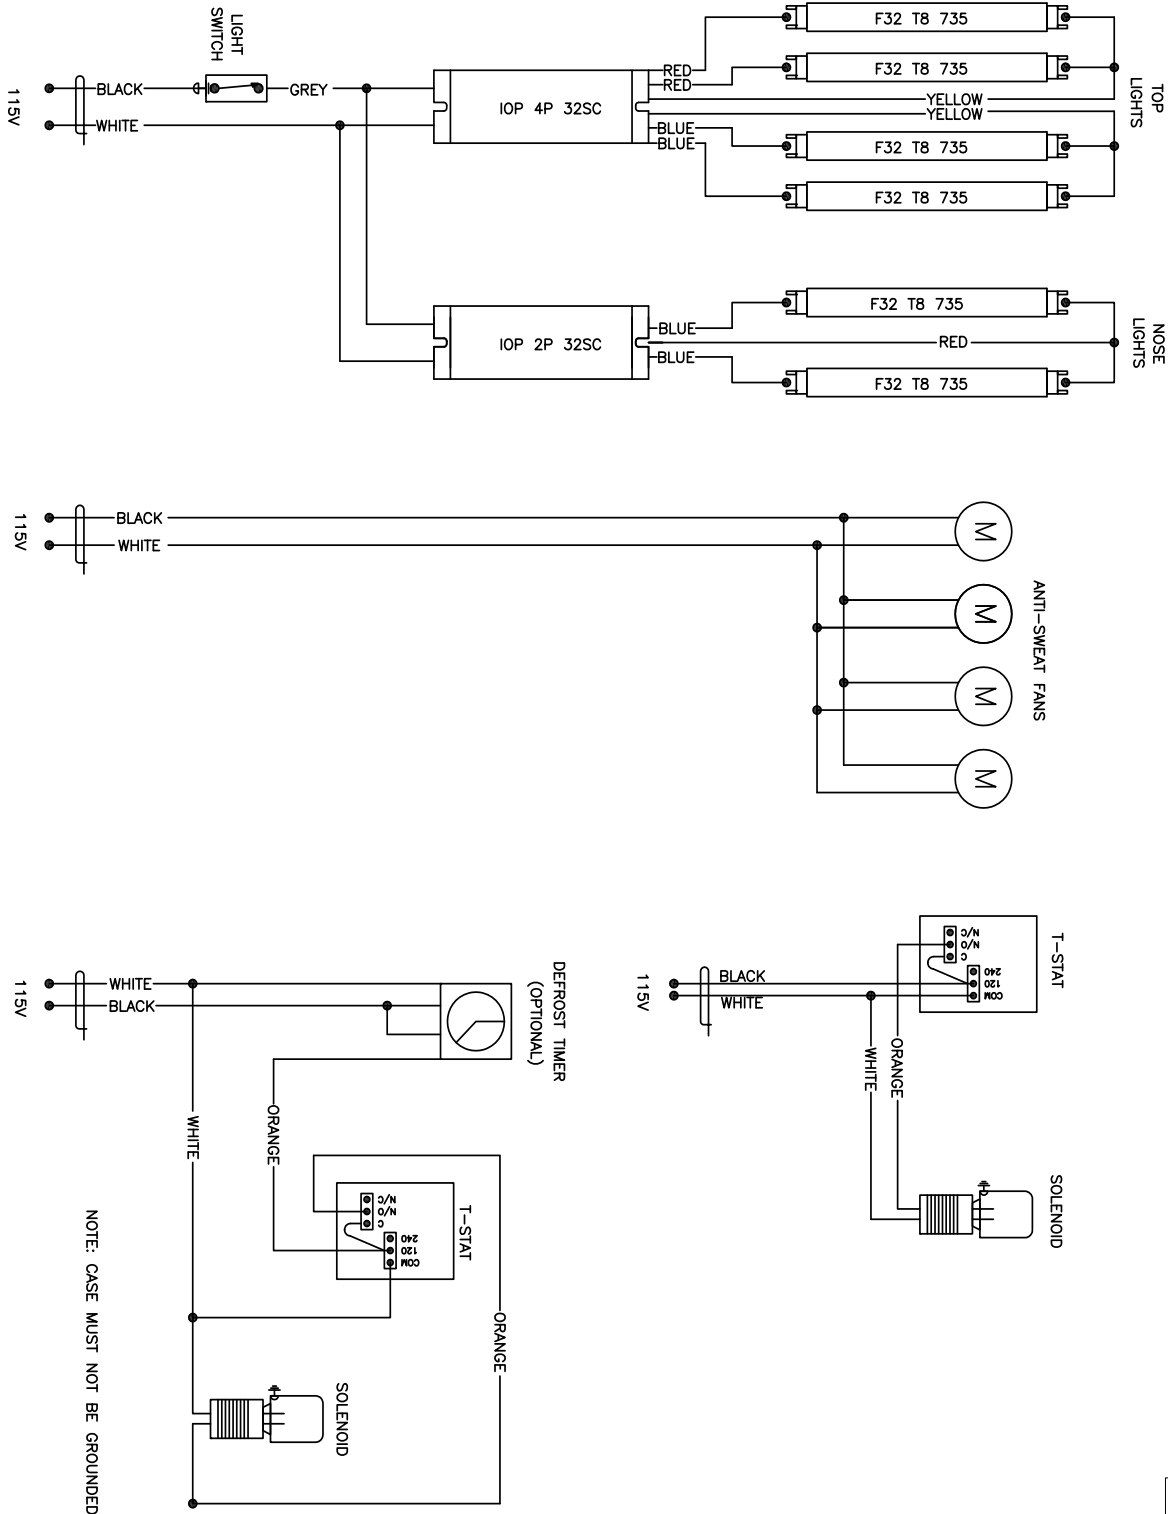 LIGHT
SWITCH
115V
BLACK
WHITE
GREY
IOP 4P 32SC
RED
RED
YELLOW
YELLOW
BLUE
BLUE
F32 T8 735
F32 T8 735
F32 T8 735
F32 T8 735
TOP
LIGHTS
IOP 2P 32SC
BLUE
RED
BLUE
F32 T8 735
F32 T8 735
NOSE
LIGHTS
115V
BLACK
WHITE
M
M
M
M
ANTI-SWEAT FANS
115V
WHITE
BLACK
DEFROST TIMER
(OPTIONAL)
WHITE
ORANGE
N/C
N/O
C
240
120
COM
T-STAT
ORANGE
SOLENOID
115V
BLACK
WHITE
N/C
N/O
C
240
120
COM
T-STAT
ORANGE
WHITE
SOLENOID
NOTE: CASE MUST NOT BE GROUNDED